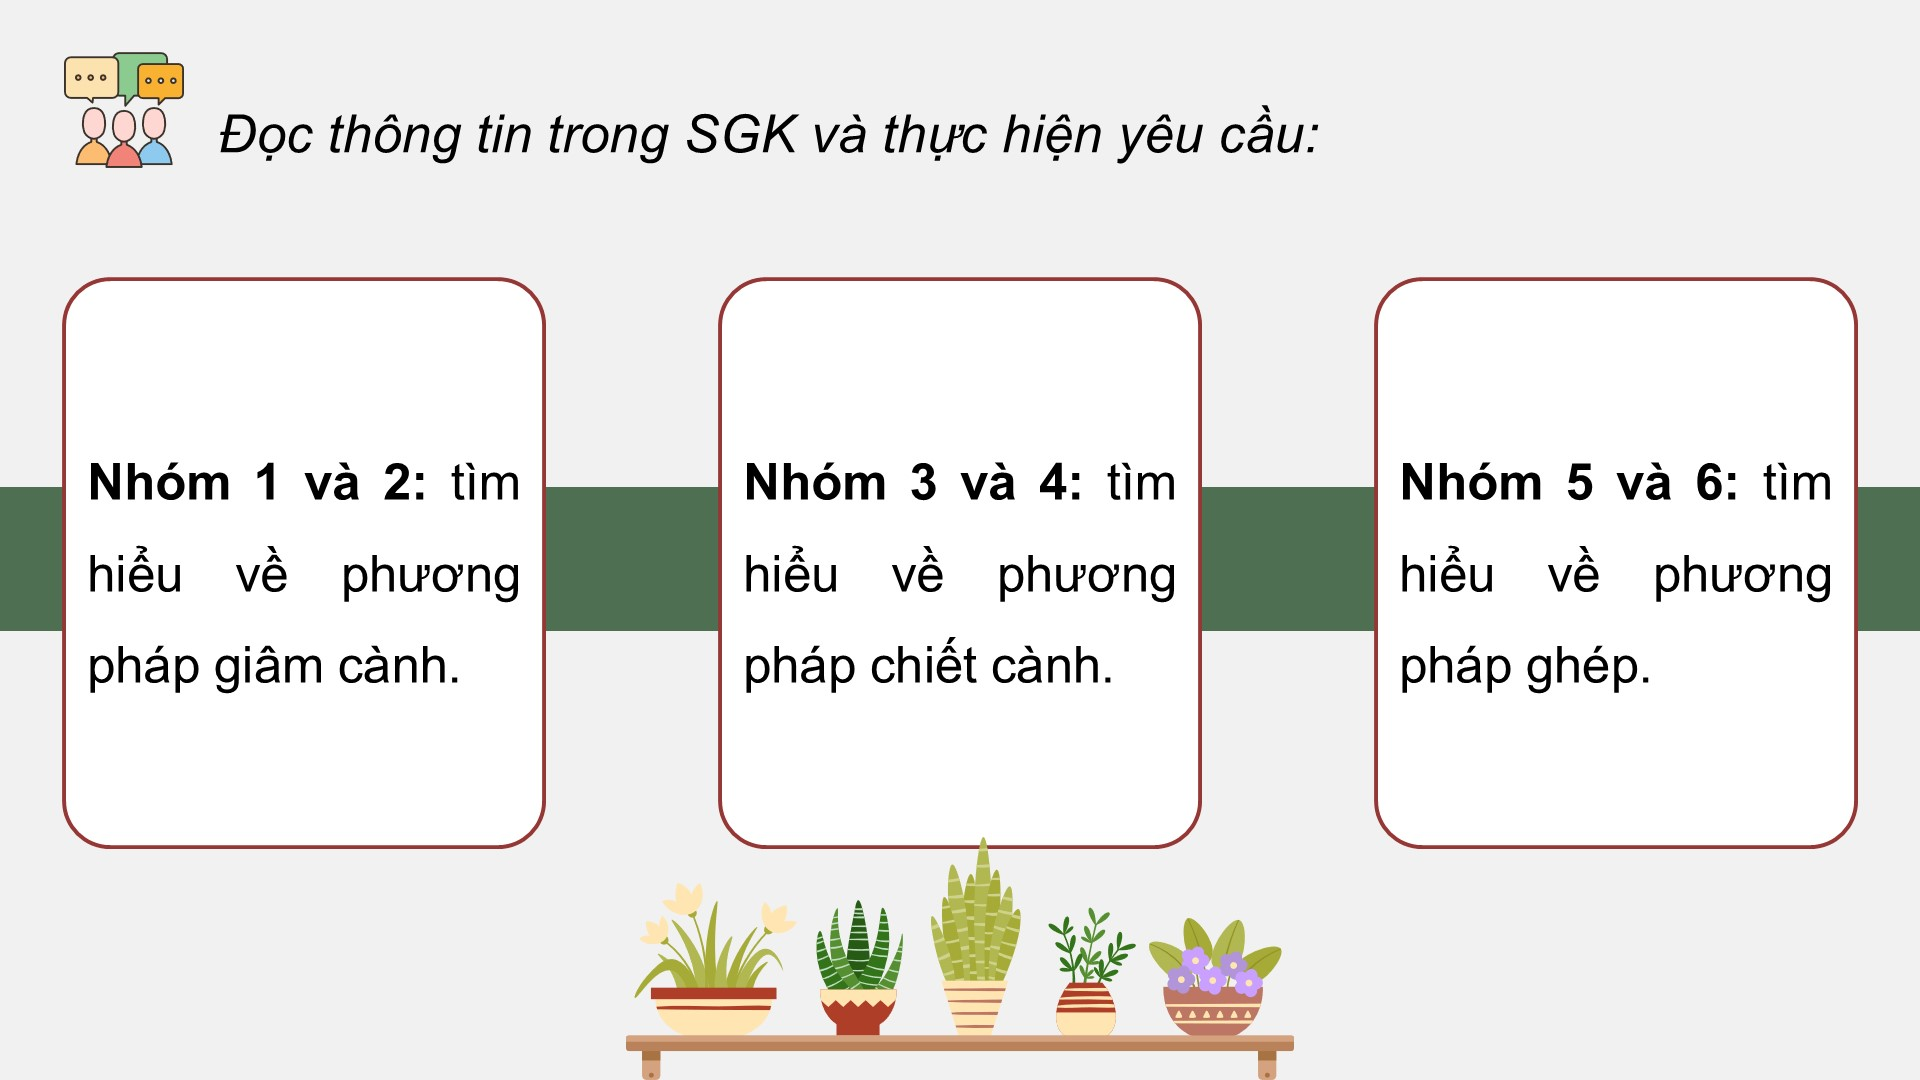 Đọc thông tin trong SGK và thực hiện yêu cầu:
Nhóm 1 và 2: tìm
hiểu về phương
pháp giâm cành.
Nhóm 3 và 4: tìm
hiểu về phương
pháp chiết cành.
Nhóm 5 và 6: tìm
hiểu về phương
pháp ghép.